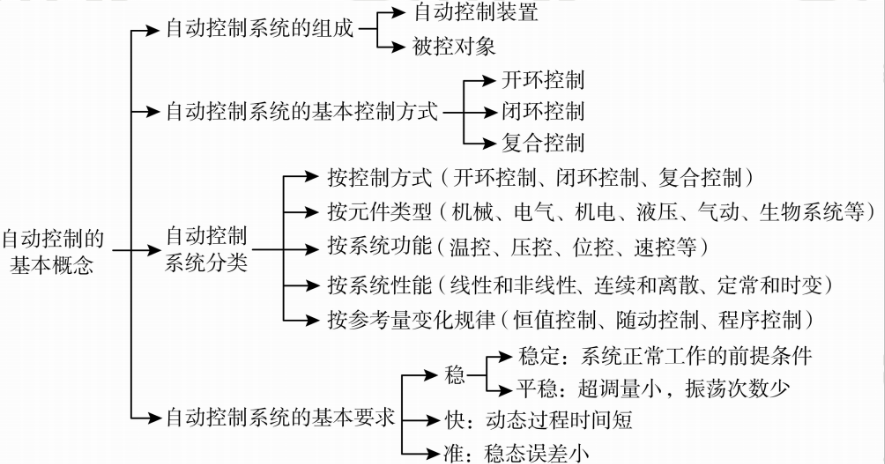 自动控制系统的组成
自动控制装置
被控对象
自动控制系统的基本控制方式
开环控制
闭环控制
复合控制
自动控制的
基本概念
自动控制
系统分类
按控制方式（开环控制、闭环控制、复合控制）
按元件类型（机械、电气、机电、液压、气动、生物系统等）
按系统功能（温控、压控、位控、速控等）
按系统性能（线性和非线性、连续和离散、定常和时变）
按参考量变化规律（恒值控制、随动控制、程序控制）
自动控制系统的基本要求
稳
稳定：系统正常工作的前提条件
平稳：超调量小，振荡次数少
快：动态过程时间短
准：稳态误差小